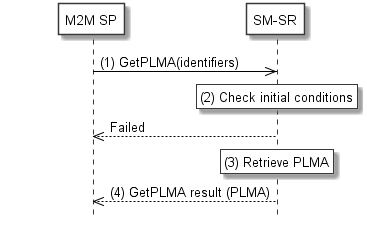 M2M SP
SM-SR
(1) GetPLMA(identifiers)
(2) Check initial conditions
Failed
(3) Retrieve PLMA
(4) GetPLMA result (PLMA)